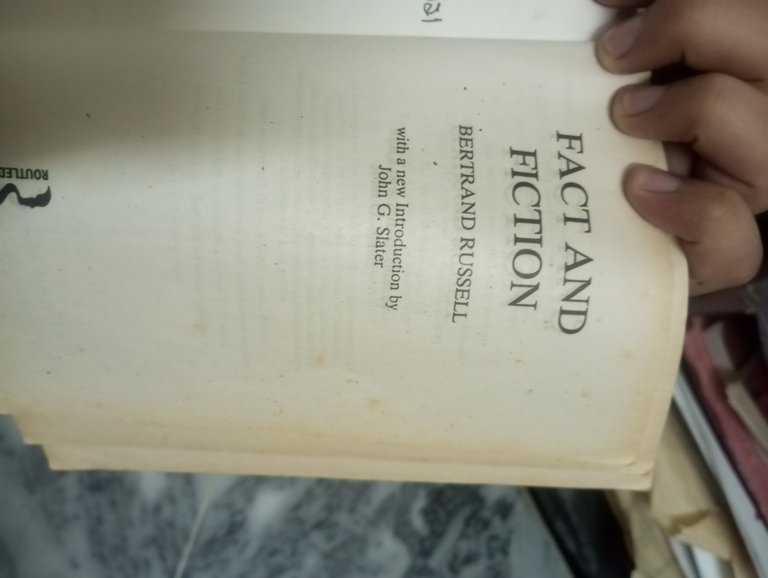 FACT AND
FICTION
BERTRAND RUSSELL
with a new Introduction by
John G. Slater